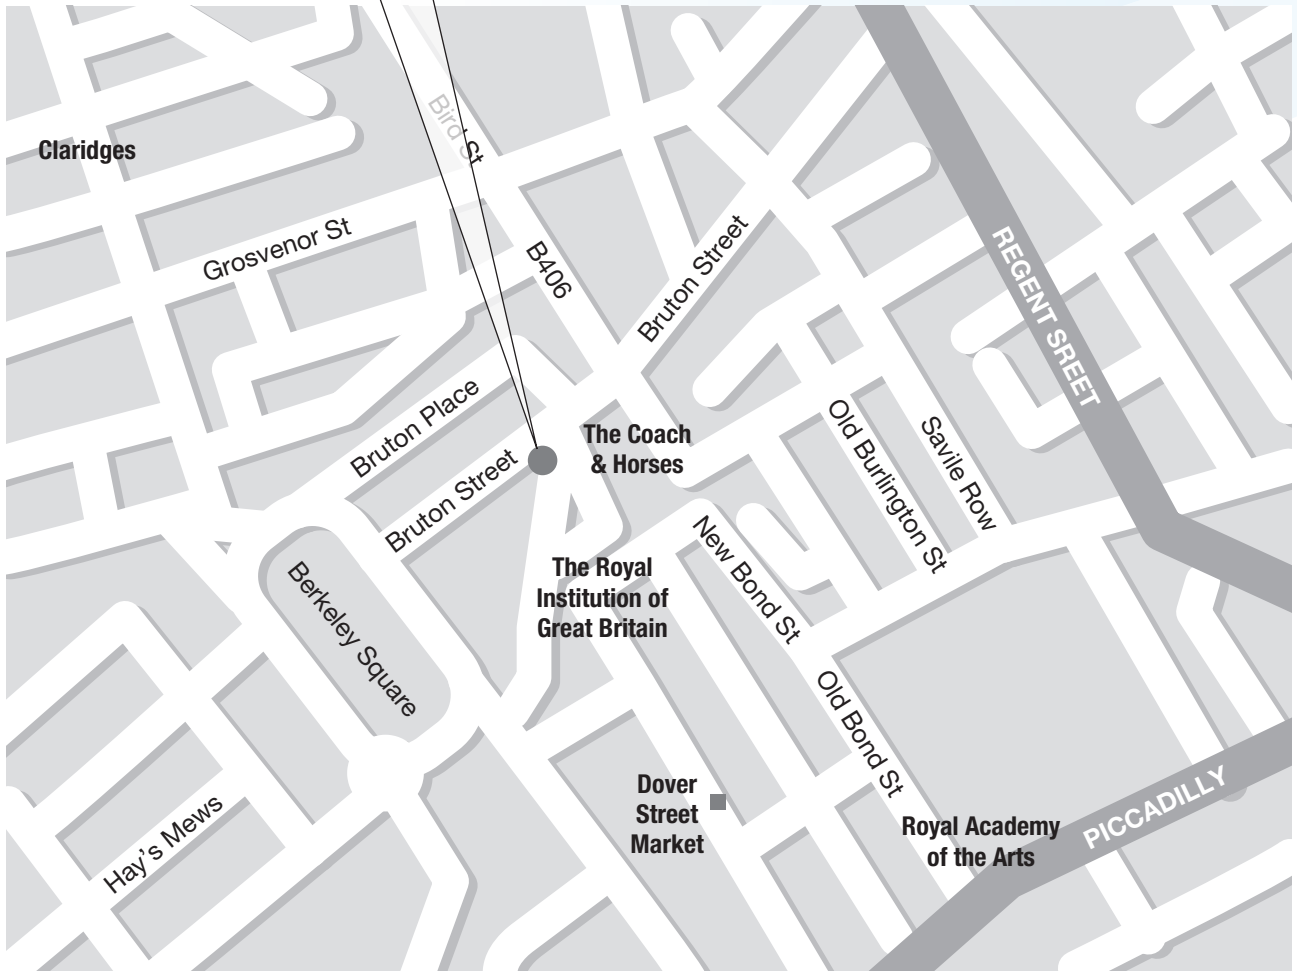 Bird St
Claridges
Grosvenor St
B406
Bruton Street
REGENT SREET
Bruton Place
Bruton Street
The Coach
& Horses
Old Burlington St
Savile Row
New Bond St
The Royal
Institution of
Great Britain
Berkeley Square
Old Bond St
Dover
Street
Market
Hay's Mews
Royal Academy
of the Arts
PICCADILLY